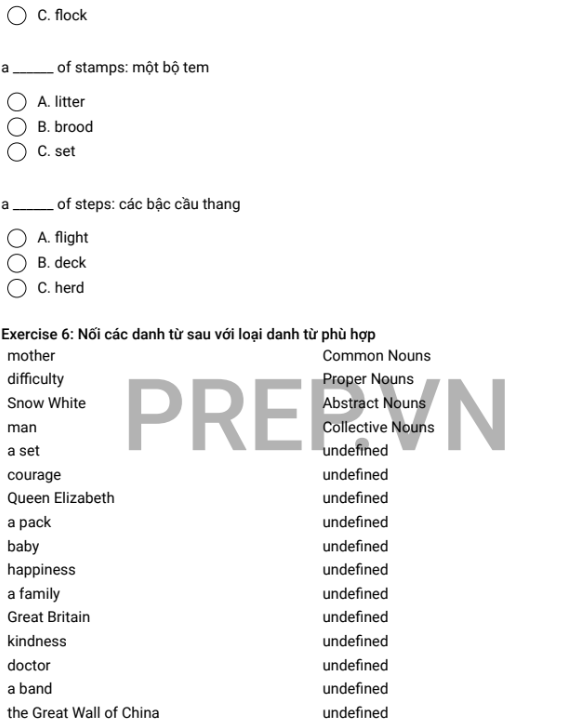 C. flock
a _____ of stamps: một bộ tem
A. litter
B. brood
C. set
a _____ of steps: các bậc cầu thang
A. flight
B. deck
C. herd
Exercise 6: Nối các danh từ sau với loại danh từ phù hợp
mother Common Nouns
difficulty Proper Nouns
Snow White Abstract Nouns
man Collective Nouns
a set undefined
courage undefined
Queen Elizabeth undefined
a pack undefined
baby undefined
happiness undefined
a family undefined
Great Britain undefined
kindness undefined
doctor undefined
a band undefined
the Great Wall of China undefined
PREP.VN